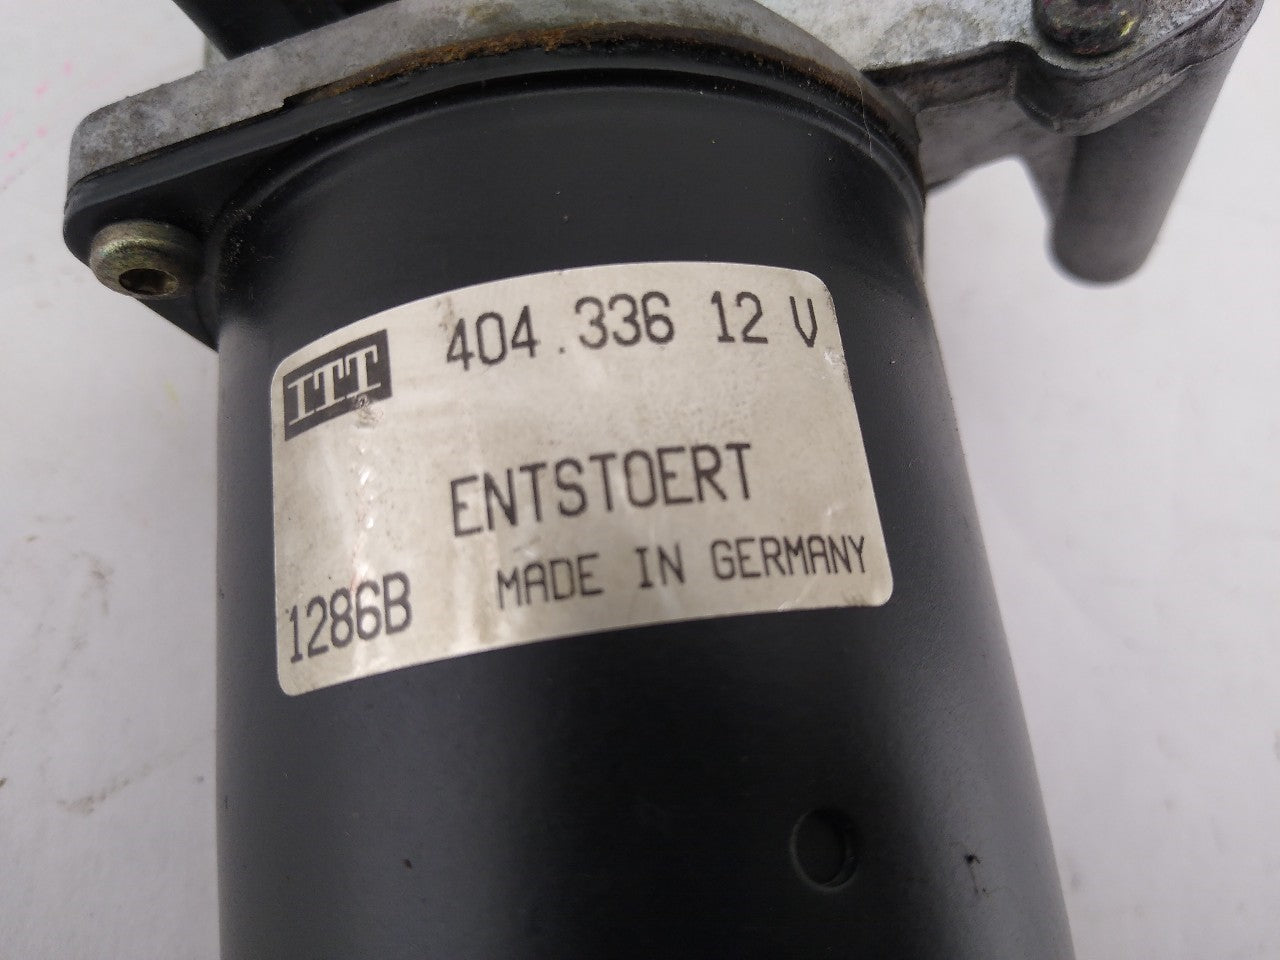 ITT 404.336 12 V
ENTSTOERT
1286B MADE IN GERMANY